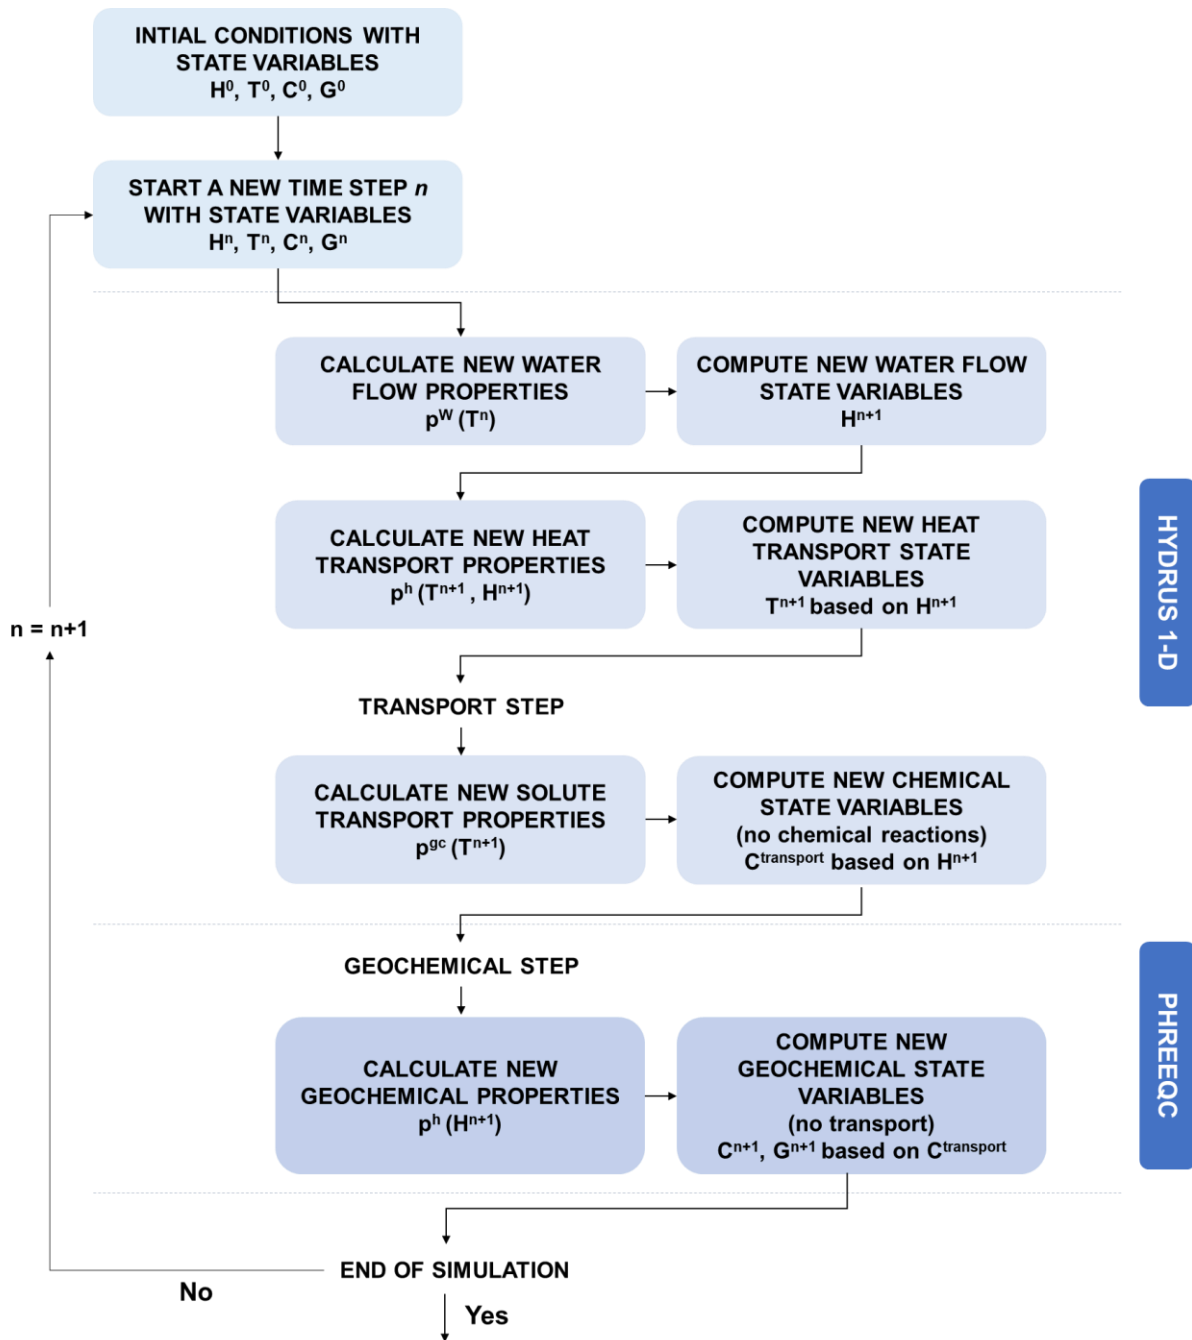 INTIAL CONDITIONS WITH
STATE VARIABLES
H⁰, T⁰, C⁰, G⁰
START A NEW TIME STEP n
WITH STATE VARIABLES
Hⁿ, Tⁿ, Cⁿ, Gⁿ
CALCULATE NEW WATER
FLOW PROPERTIES
pᵂ (Tⁿ)
COMPUTE NEW WATER FLOW
STATE VARIABLES
Hⁿ⁺¹
CALCULATE NEW HEAT
TRANSPORT PROPERTIES
pʰ (Tⁿ⁺¹ , Hⁿ⁺¹)
COMPUTE NEW HEAT
TRANSPORT STATE
VARIABLES
Tⁿ⁺¹ based on Hⁿ⁺¹
HYDRUS 1-D
n = n+1
TRANSPORT STEP
CALCULATE NEW SOLUTE
TRANSPORT PROPERTIES
pᵍᶜ (Tⁿ⁺¹)
COMPUTE NEW CHEMICAL
STATE VARIABLES
(no chemical reactions)
Cᵗʳᵃⁿˢᵖᵒʳᵗ based on Hⁿ⁺¹
GEOCHEMICAL STEP
CALCULATE NEW
GEOCHEMICAL PROPERTIES
pʰ (Hⁿ⁺¹)
COMPUTE NEW
GEOCHEMICAL STATE
VARIABLES
(no transport)
Cⁿ⁺¹, Gⁿ⁺¹ based on Cᵗʳᵃⁿˢᵖᵒʳᵗ
PHREEQC
END OF SIMULATION
No
Yes